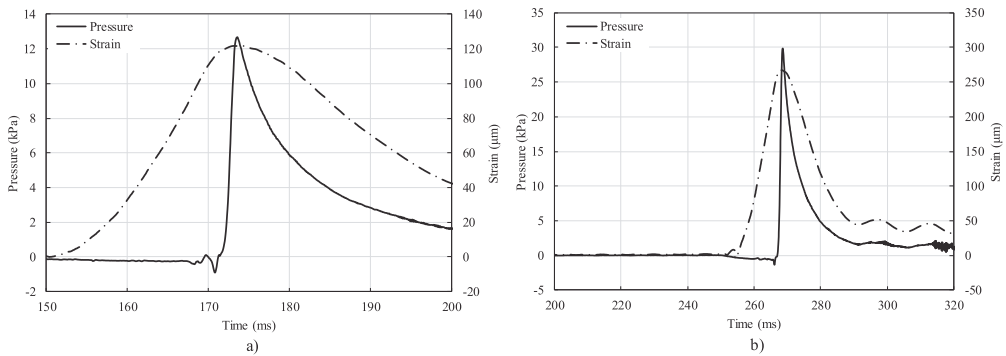 14
12
10
8
6
4
2
0
-2
Pressure (kPa)
Pressure
Strain
140
120
100
80
60
40
20
0
-20
Strain (μm)
150 160 170 180 190 200
Time (ms)
a)
35
30
25
20
15
10
5
0
-5
Pressure (kPa)
Pressure
Strain
350
300
250
200
150
100
50
0
-50
Strain (μm)
200 220 240 260 280 300 320
Time (ms)
b)